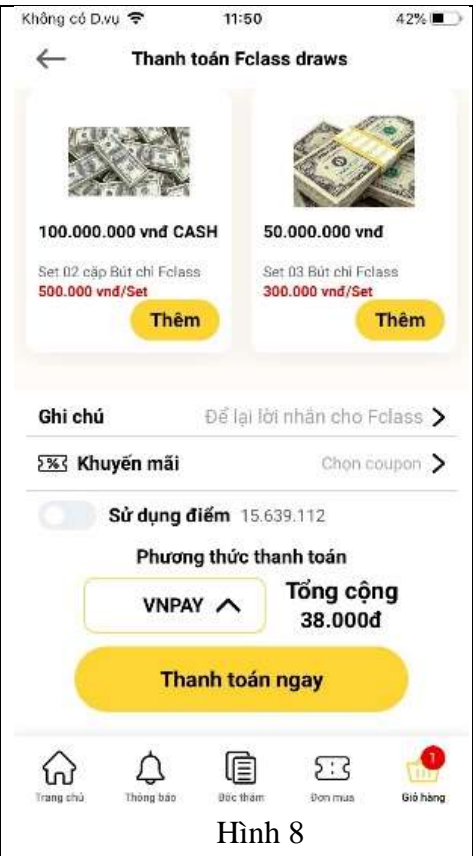 Không có D.vụ 11:50 42%
Thanh toán Fclass draws
100.000.000 vnđ CASH
Set 02 cặp Bút chì Fclass
500.000 vnđ/Set
Thêm
50.000.000 vnđ
Set 03 Bút chì Fclass
300.000 vnđ/Set
Thêm
Ghi chú Để lại lời nhắn cho Fclass
Khuyến mãi Chọn coupon
Sử dụng điểm 15.639.112
Phương thức thanh toán
VNPAY
Tổng cộng
38.000đ
Thanh toán ngay
1
Trang chủ Thông báo Bốc thăm Đơn mua Giỏ hàng
Hình 8